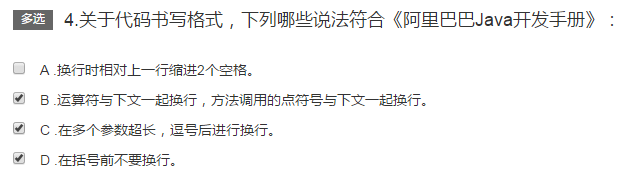 多选 4.关于代码书写格式，下列哪些说法符合《阿里巴巴Java开发手册》：
A .换行时相对上一行缩进2个空格。
B .运算符与下文一起换行，方法调用的点符号与下文一起换行。
C .在多个参数超长，逗号后进行换行。
D .在括号前不要换行。